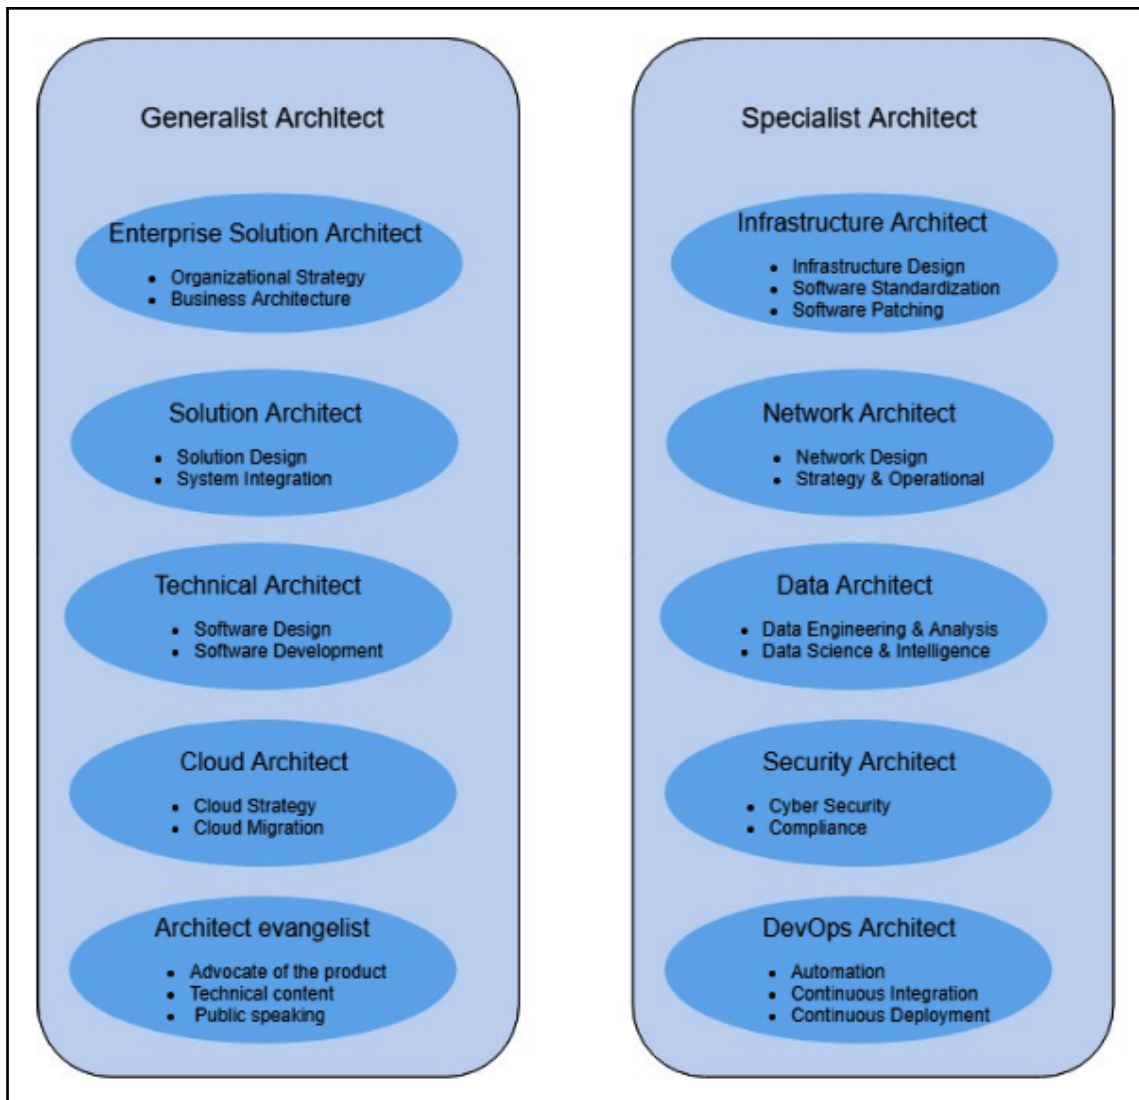 Generalist Architect
Enterprise Solution Architect
• Organizational Strategy
• Business Architecture
Solution Architect
• Solution Design
• System Integration
Technical Architect
• Software Design
• Software Development
Cloud Architect
• Cloud Strategy
• Cloud Migration
Architect evangelist
• Advocate of the product
• Technical content
• Public speaking
Specialist Architect
Infrastructure Architect
• Infrastructure Design
• Software Standardization
• Software Patching
Network Architect
• Network Design
• Strategy & Operational
Data Architect
• Data Engineering & Analysis
• Data Science & Intelligence
Security Architect
• Cyber Security
• Compliance
DevOps Architect
• Automation
• Continuous Integration
• Continuous Deployment